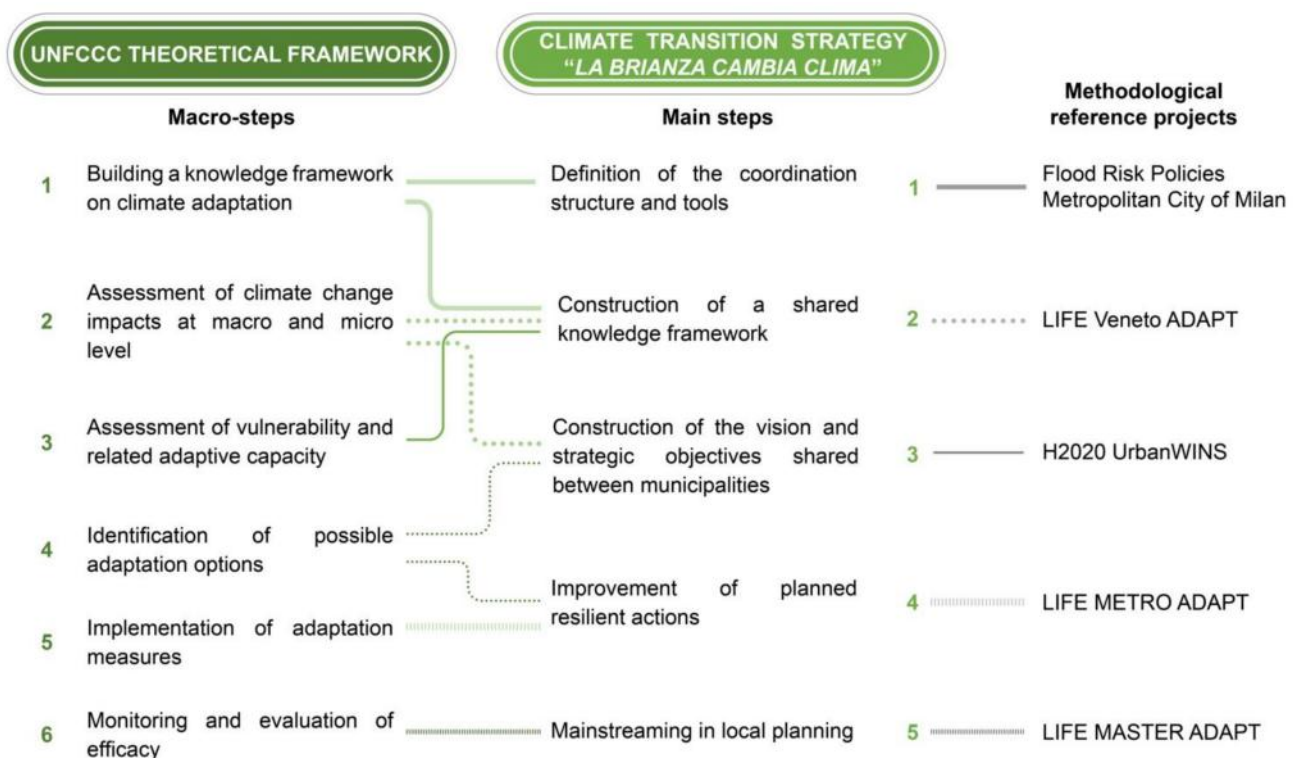 UNFCCC THEORETICAL FRAMEWORK
Macro-steps
1
Building a knowledge framework
on climate adaptation
2
Assessment of climate change
impacts at macro and micro
level
3
Assessment of vulnerability and
related adaptive capacity
4
Identification of possible
adaptation options
5
Implementation of adaptation
measures
6
Monitoring and evaluation of
efficacy
CLIMATE TRANSITION STRATEGY
“LA BRIANZA CAMBIA CLIMA”
Main steps
Definition of the coordination
structure and tools
Construction of a shared
knowledge framework
Construction of the vision and
strategic objectives shared
between municipalities
Improvement of planned
resilient actions
Mainstreaming in local planning
Methodological
reference projects
1
Flood Risk Policies
Metropolitan City of Milan
2
LIFE Veneto ADAPT
3
H2020 UrbanWINS
4
LIFE METRO ADAPT
5
LIFE MASTER ADAPT